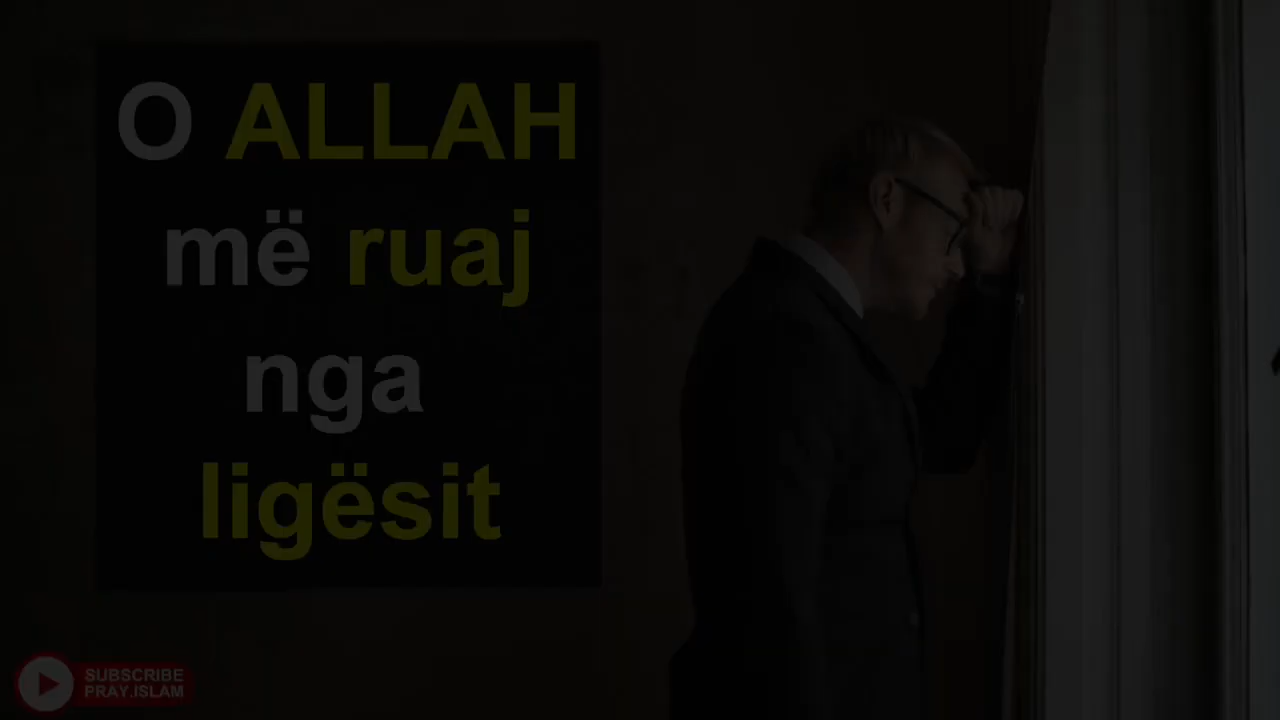 O ALLAH
më ruaj
nga
ligësit
SUBSCRIBE
PRAY.ISLAM